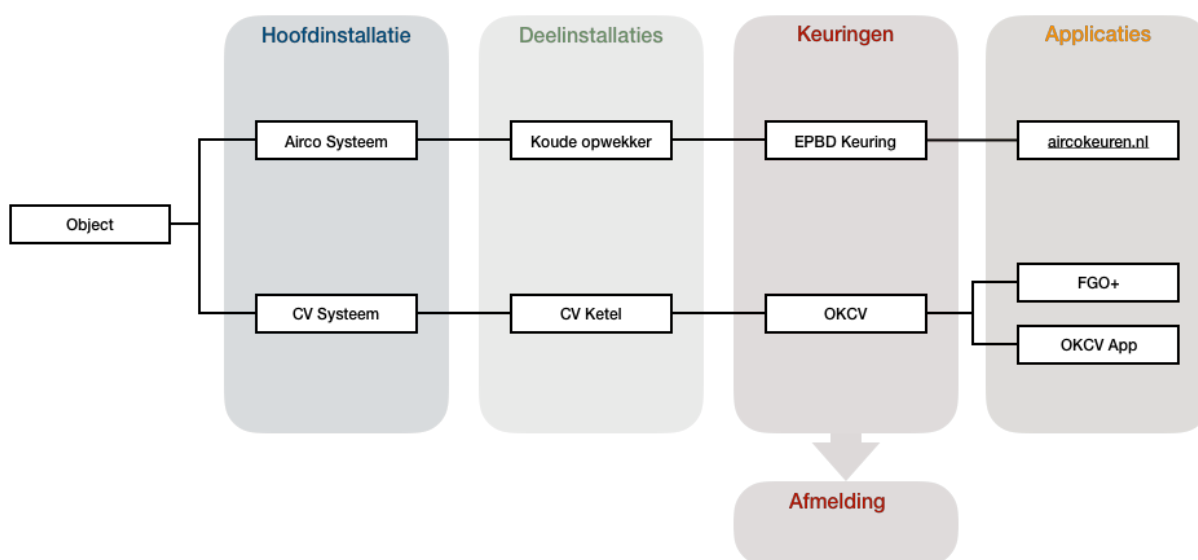 Hoofdinstallatie
Deelinstallaties
Keuringen
Applicaties
Airco Systeem
Koude opwekker
EPBD Keuring
aircokeuren.nl
Object
CV Systeem
CV Ketel
OKCV
FGO+
OKCV App
Afmelding